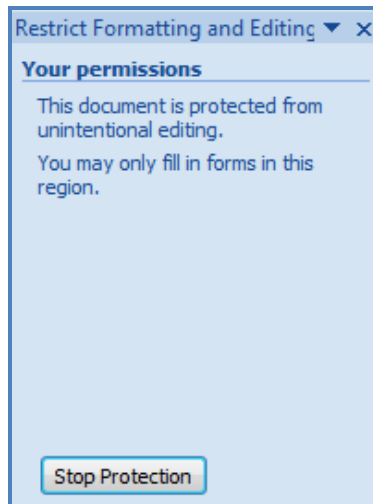 Restrict Formatting and Editing
Your permissions
This document is protected from
unintentional editing.
You may only fill in forms in this
region.
Stop Protection